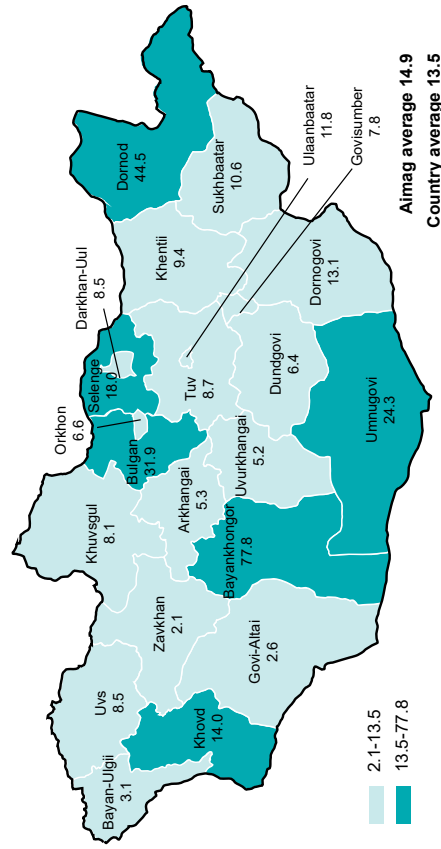 Bayan-Ulgii
3.1
Uvs
8.5
Khovd
14.0
Zavkhan
2.1
Govi-Altai
2.6
Khuvsgul
8.1
Orkhon
6.6
Bulgan
31.9
Arkhangai
5.3
Bayankhongor
77.8
Uvurkhangai
5.2
Darkhan-Uul
8.5
Selenge
18.0
Tuv
8.7
Khentii
9.4
Dornod
44.5
Sukhbaatar
10.6
Ulaanbaatar
11.8
Govisumber
7.8
Dornogovi
13.1
Dundgovi
6.4
Umnugovi
24.3
2.1-13.5
13.5-77.8
Aimag average 14.9
Country average 13.5